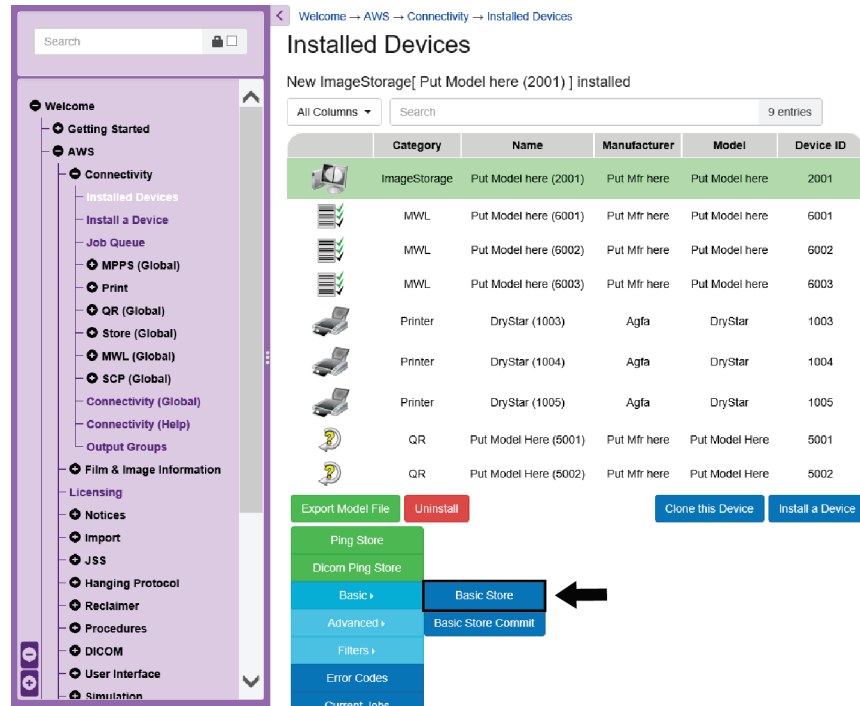 Search
Welcome
Getting Started
AWS
Connectivity
Installed Devices
Install a Device
Job Queue
MPPS (Global)
Print
QR (Global)
Store (Global)
MWL (Global)
SCP (Global)
Connectivity (Global)
Connectivity (Help)
Output Groups
Film & Image Information
Licensing
Notices
Import
JSS
Hanging Protocol
Reclaimer
Procedures
DICOM
User Interface
Simulation
Welcome → AWS → Connectivity → Installed Devices
Installed Devices
New ImageStorage[ Put Model here (2001) ] installed
All Columns Search 9 entries
Category Name Manufacturer Model Device ID
ImageStorage Put Model here (2001) Put Mfr here Put Model here 2001
MWL Put Model here (6001) Put Mfr here Put Model here 6001
MWL Put Model here (6002) Put Mfr here Put Model here 6002
MWL Put Model here (6003) Put Mfr here Put Model here 6003
Printer DryStar (1003) Agfa DryStar 1003
Printer DryStar (1004) Agfa DryStar 1004
Printer DryStar (1005) Agfa DryStar 1005
QR Put Model Here (5001) Put Mfr here Put Model Here 5001
QR Put Model Here (5002) Put Mfr here Put Model Here 5002
Export Model File Uninstall Clone this Device Install a Device
Ping Store
Dicom Ping Store
Basic Basic Store
Advanced Basic Store Commit
Filters
Error Codes
Current Jobs